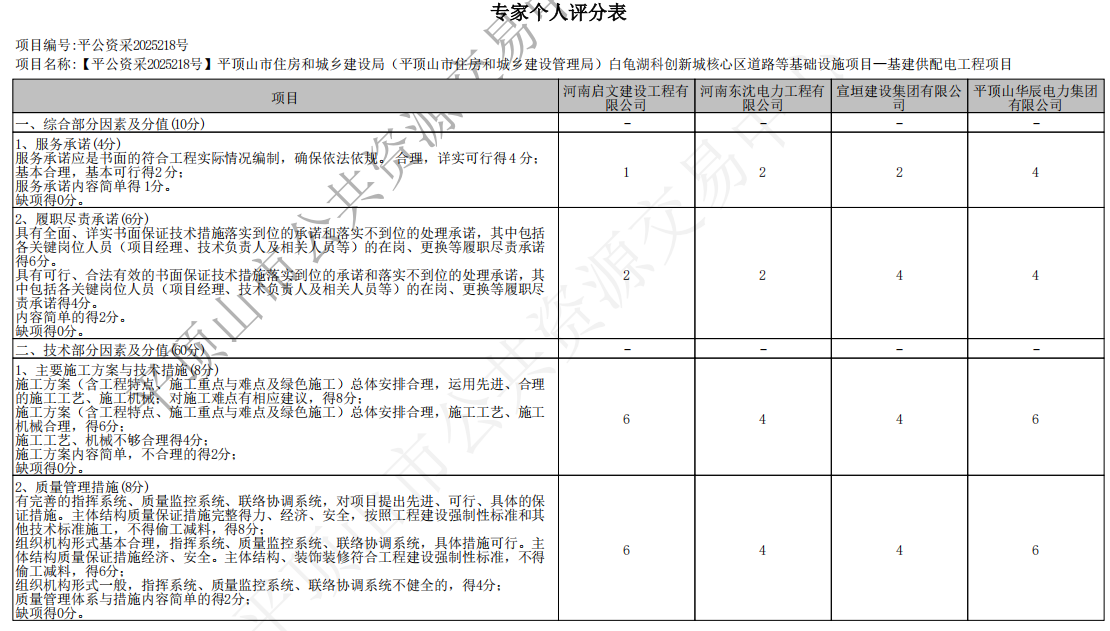 专家个人评分表
项目编号:平公资采2025218号
项目名称:【平公资采2025218号】平顶山市住房和城乡建设局（平顶山市住房和城乡建设管理局）白龟湖科创新城核心区道路等基础设施项目—基建供配电工程项目
项目
河南启文建设工程有
限公司
河南东沈电力工程有
限公司
宣垣建设集团有限公
司
平顶山华辰电力集团
有限公司
一、综合部分因素及分值(10分)
-
-
-
-
1、服务承诺(4分)
服务承诺应是书面的符合工程实际情况编制，确保依法依规。 合理，详实可行得 4 分；
基本合理，基本可行得2 分；
服务承诺内容简单得 1分。
缺项得0分。
1
2
2
4
2、履职尽责承诺(6分)
具有全面、详实书面保证技术措施落实到位的承诺和落实不到位的处理承诺，其中包括
各关键岗位人员（项目经理、技术负责人及相关人员等）的在岗、更换等履职尽责承诺
得6分。
具有可行、合法有效的书面保证技术措施落实到位的承诺和落实不到位的处理承诺，其
中包括各关键岗位人员（项目经理、技术负责人及相关人员等）的在岗、更换等履职尽
责承诺得4分。
内容简单的得2分。
缺项得0分。
2
2
4
4
二、技术部分因素及分值(60分)
-
-
-
-
1、主要施工方案与技术措施(8分)
施工方案（含工程特点、施工重点与难点及绿色施工）总体安排合理，运用先进、合理
的施工工艺、施工机械；对施工难点有相应建议，得8分；
施工方案（含工程特点、施工重点与难点及绿色施工）总体安排合理，施工工艺、施工
机械合理，得6分；
施工工艺、机械不够合理得4分；
施工方案内容简单，不合理的得2分；
缺项得0分。
6
4
4
6
2、质量管理措施(8分)
有完善的指挥系统、质量监控系统、联络协调系统，对项目提出先进、可行、具体的保
证措施。主体结构质量保证措施完整得力、经济、安全，按照工程建设强制性标准和其
他技术标准施工，不得偷工减料，得8分；
组织机构形式基本合理，指挥系统、质量监控系统、联络协调系统，具体措施可行。主
体结构质量保证措施经济、安全。主体结构、装饰装修符合工程建设强制性标准，不得
偷工减料，得6分；
组织机构形式一般，指挥系统、质量监控系统、联络协调系统不健全的，得4分；
质量管理体系与措施内容简单的得2分；
缺项得0分。
6
4
4
6
平顶山市公共资源交易中
平顶山市公共资源交易中